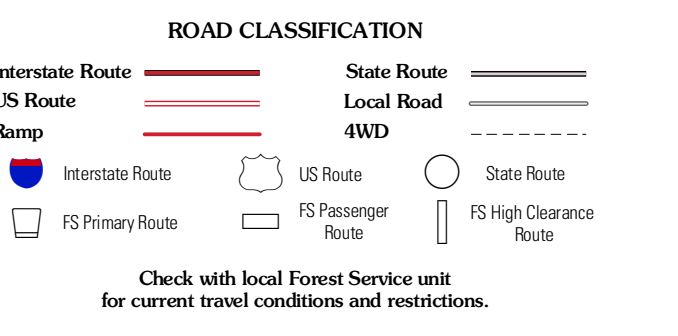 ROAD CLASSIFICATION
Interstate Route State Route
US Route Local Road
Ramp 4WD
Interstate Route US Route State Route
FS Primary Route FS Passenger Route FS High Clearance Route
Check with local Forest Service unit
for current travel conditions and restrictions.